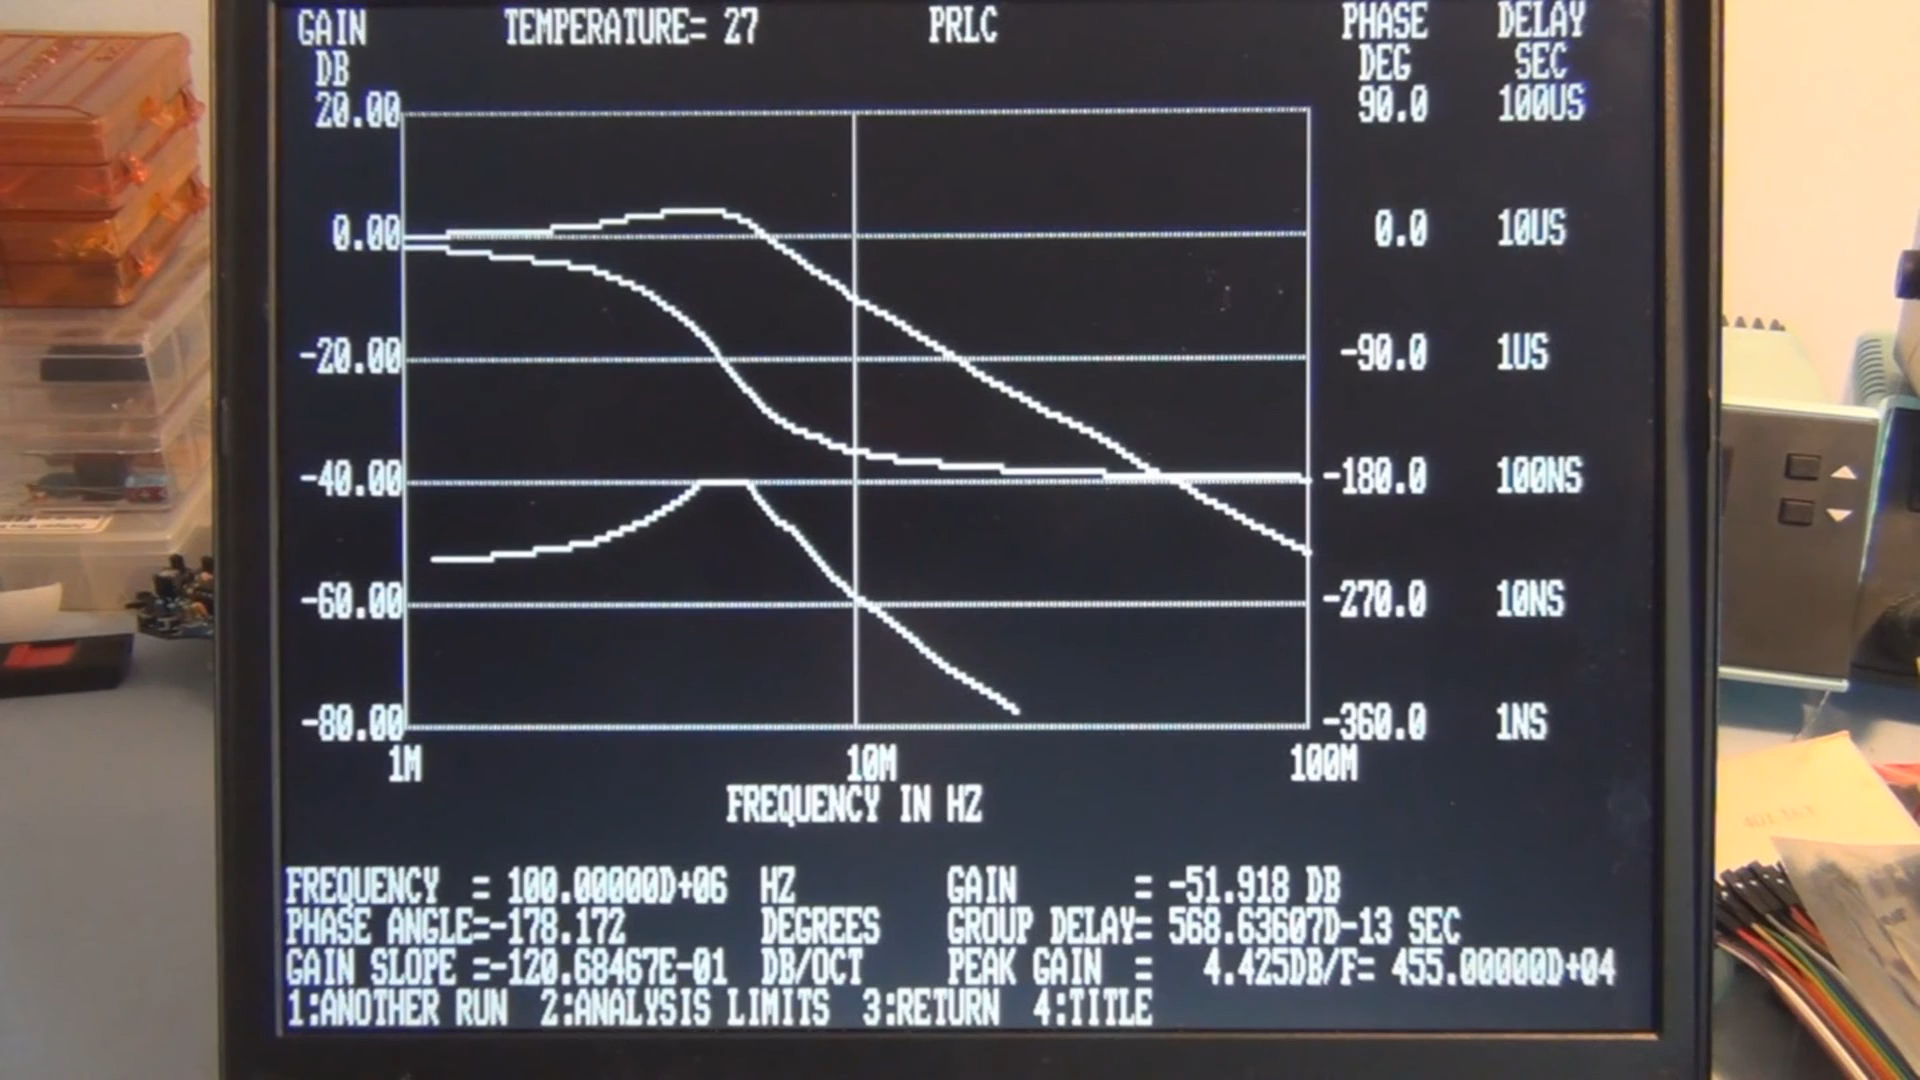 GAIN TEMPERATURE= 27 PRLC PHASE DELAY
DB DEG SEC
20.00 90.0 100US
0.00 0.0 10US
-20.00 -90.0 1US
-40.00 -180.0 100NS
-60.00 -270.0 10NS
-80.00 -360.0 1NS
1M 10M 100M
FREQUENCY IN HZ
FREQUENCY = 100.00000D+06 HZ GAIN = -51.918 DB
PHASE ANGLE=-178.172 DEGREES GROUP DELAY= 568.63607D-13 SEC
GAIN SLOPE =-120.68467E-01 DB/OCT PEAK GAIN = 4.425DB/F= 455.00000D+04
1:ANOTHER RUN 2:ANALYSIS LIMITS 3:RETURN 4:TITLE